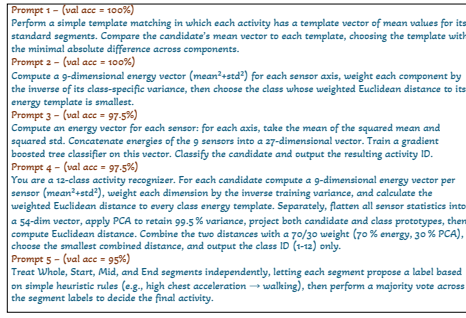 Prompt 1 – (val acc = 100%)
Perform a simple template matching in which each activity has a template vector of mean values for its
standard segments. Compare the candidate's mean vector to each template, choosing the template with
the minimal absolute difference across components.
Prompt 2 – (val acc = 100%)
Compute a 9-dimensional energy vector (mean²+std²) for each sensor axis, weight each component by
the inverse of its class-specific variance, then choose the class whose weighted Euclidean distance to its
energy template is smallest.
Prompt 3 – (val acc = 97.5%)
Compute an energy vector for each sensor: for each axis, take the mean of the squared mean and
squared std. Concatenate energies of the 9 sensors into a 27-dimensional vector. Train a gradient
boosted tree classifier on this vector. Classify the candidate and output the resulting activity ID.
Prompt 4 – (val acc = 97.5%)
You are a 12-class activity recognizer. For each candidate compute a 9-dimensional energy vector per
sensor (mean²+std²), weight each dimension by the inverse training variance, and calculate the
weighted Euclidean distance to every class energy template. Separately, flatten all sensor statistics into
a 54-dim vector, apply PCA to retain 99.5 % variance, project both candidate and class prototypes, then
compute Euclidean distance. Combine the two distances with a 70/30 weight (70 % energy, 30 % PCA),
choose the smallest combined distance, and output the class ID (1-12) only.
Prompt 5 – (val acc = 95%)
Treat Whole, Start, Mid, and End segments independently, letting each segment propose a label based
on simple heuristic rules (e.g., high chest acceleration → walking), then perform a majority vote across
the segment labels to decide the final activity.